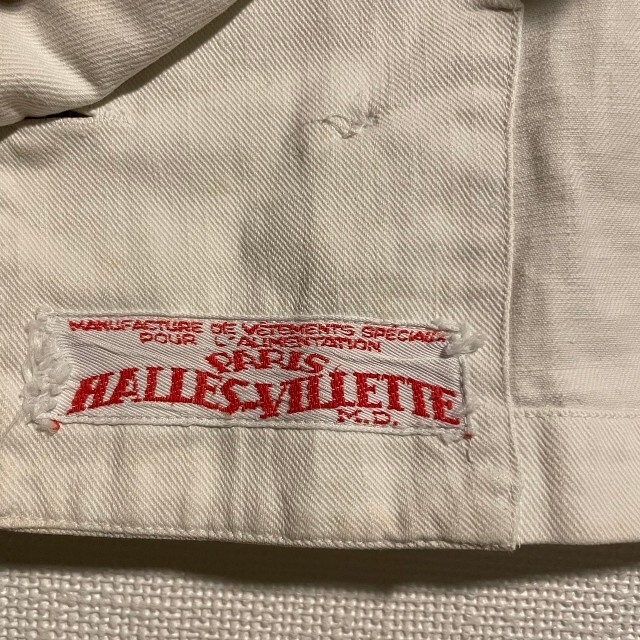 MANUFACTURE DE VÊTEMENTS SPÉCIAUX
POUR L'ALIMENTATION
PARIS
HALLES-VILLETTE
M.D.